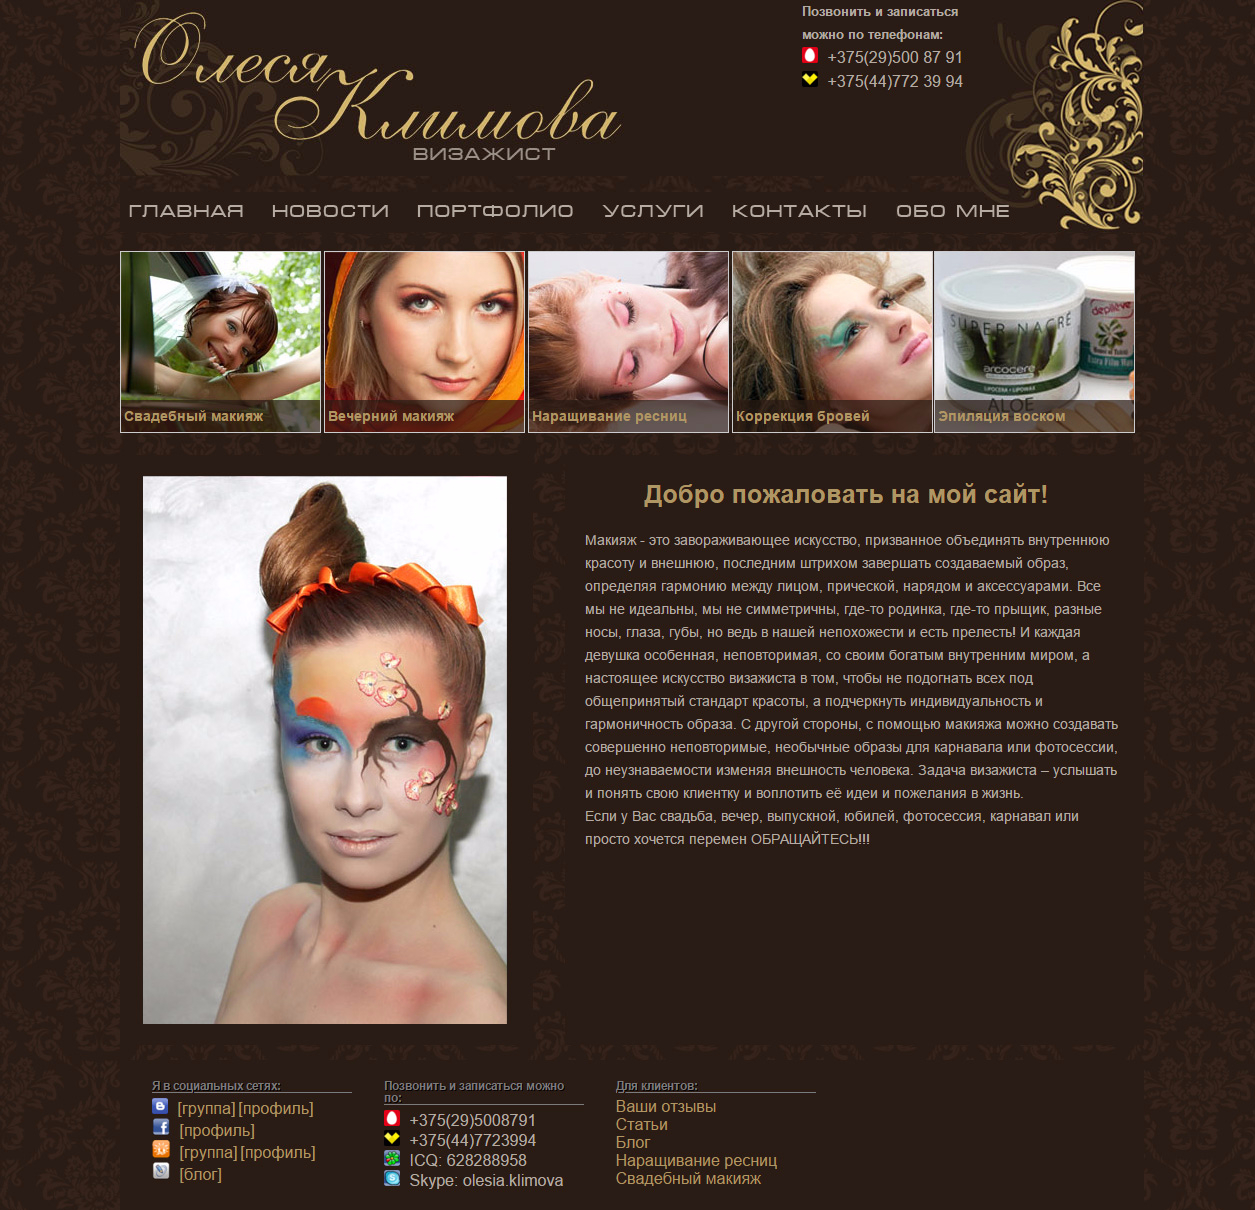 Олеся
Климова
ВИЗАЖИСТ
Позвонить и записаться
можно по телефонам:
+375(29)500 87 91
+375(44)772 39 94
ГЛАВНАЯ НОВОСТИ ПОРТФОЛИО УСЛУГИ КОНТАКТЫ ОБО МНЕ
SUPER NACRÉ
arcocere
ALOE
depileve
Свадебный макияж Вечерний макияж Наращивание ресниц Коррекция бровей Эпиляция воском
Добро пожаловать на мой сайт!
Макияж - это завораживающее искусство, призванное объединять внутреннюю
красоту и внешнюю, последним штрихом завершать создаваемый образ,
определяя гармонию между лицом, прической, нарядом и аксессуарами. Все
мы не идеальны, мы не симметричны, где-то родинка, где-то прыщик, разные
носы, глаза, губы, но ведь в нашей непохожести и есть прелесть! И каждая
девушка особенная, неповторимая, со своим богатым внутренним миром, а
настоящее искусство визажиста в том, чтобы не подогнать всех под
общепринятый стандарт красоты, а подчеркнуть индивидуальность и
гармоничность образа. С другой стороны, с помощью макияжа можно создавать
совершенно неповторимые, необычные образы для карнавала или фотосессии,
до неузнаваемости изменяя внешность человека. Задача визажиста – услышать
и понять свою клиентку и воплотить её идеи и пожелания в жизнь.
Если у Вас свадьба, вечер, выпускной, юбилей, фотосессия, карнавал или
просто хочется перемен ОБРАЩАЙТЕСЬ!!!
Я в социальных сетях:
[группа] [профиль]
[профиль]
[группа] [профиль]
[блог]
Позвонить и записаться можно
по:
+375(29)5008791
+375(44)7723994
ICQ: 628288958
Skype: olesia.klimova
Для клиентов:
Ваши отзывы
Статьи
Блог
Наращивание ресниц
Свадебный макияж